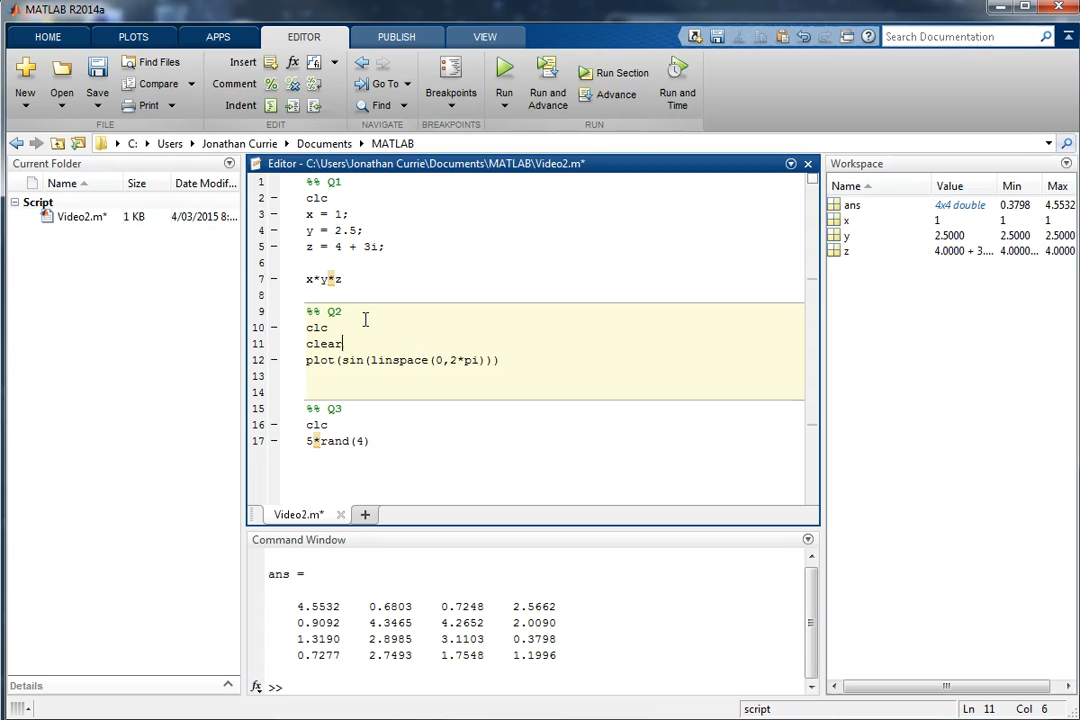 MATLAB R2014a
HOME PLOTS APPS EDITOR PUBLISH VIEW Search Documentation
New Open Save Find Files Compare Print
Insert fx Comment Indent
Go To Find
Breakpoints
Run Run and Advance Run Section Advance Run and Time
FILE EDIT NAVIGATE BREAKPOINTS RUN
C: Users Jonathan Currie Documents MATLAB
Current Folder
Name Size Date Modif...
Script
Video2.m* 1 KB 4/03/2015 8:...
Details
Editor - C:\Users\Jonathan Currie\Documents\MATLAB\Video2.m*
1 %% Q1
2 clc
3 x = 1;
4 y = 2.5;
5 z = 4 + 3i;
6
7 x*y*z
8
9 %% Q2
10 clc
11 clear
12 plot(sin(linspace(0,2*pi)))
13
14
15 %% Q3
16 clc
17 5*rand(4)
Video2.m*
Command Window
ans =
4.5532 0.6803 0.7248 2.5662
0.9092 4.3465 4.2652 2.0090
1.3190 2.8985 3.1103 0.3798
0.7277 2.7493 1.7548 1.1996
fx >>
Workspace
Name Value Min Max
ans 4x4 double 0.3798 4.5532
x 1 1 1
y 2.5000 2.5000 2.5000
z 4.0000 + 3.... 4.0000... 4.0000
script Ln 11 Col 6